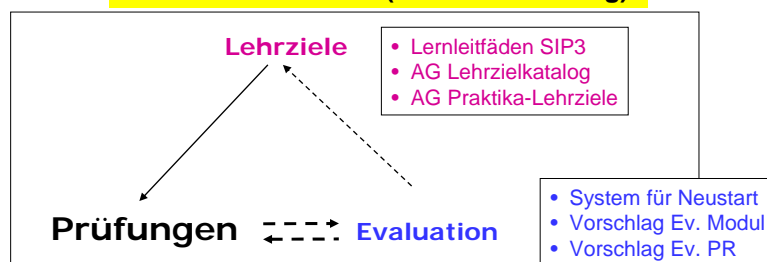 Lehrziele
• Lernleitfäden SIP3
• AG Lehrzielkatalog
• AG Praktika-Lehrziele
• System für Neustart
• Vorschlag Ev. Modul
• Vorschlag Ev. PR
Prüfungen
Evaluation